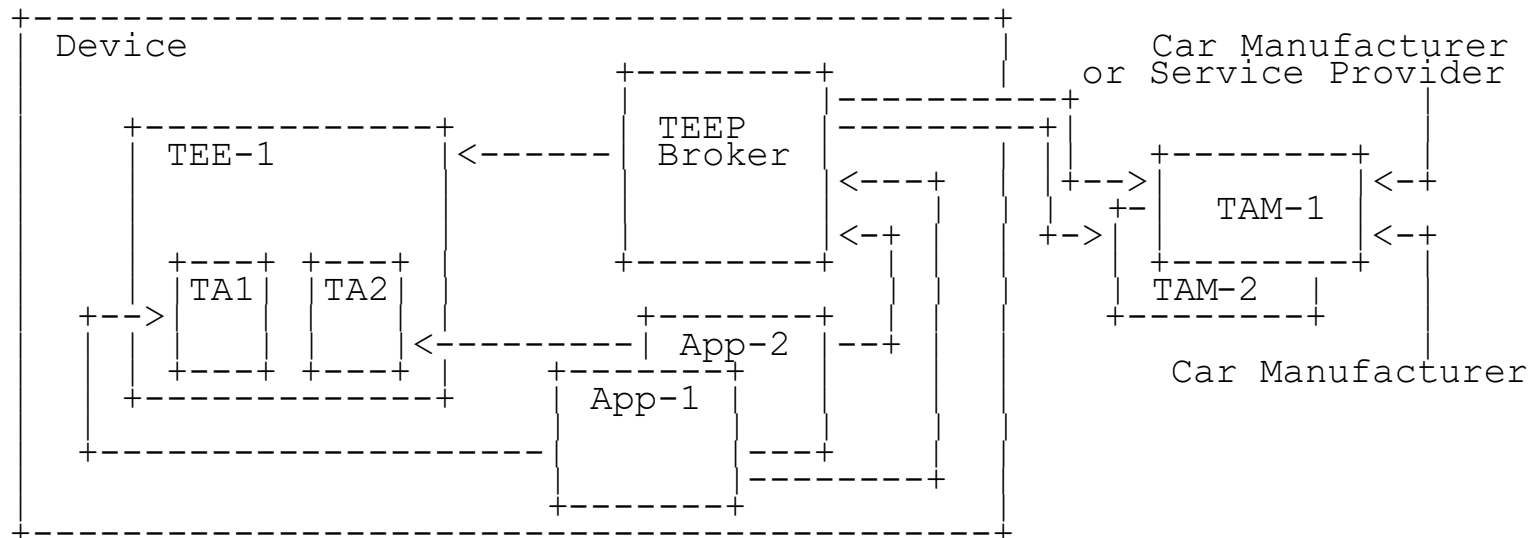 Device
Car Manufacturer
or Service Provider
TEEP
Broker
TEE-1
TAM-1
TA1 TA2
TAM-2
App-2
Car Manufacturer
App-1